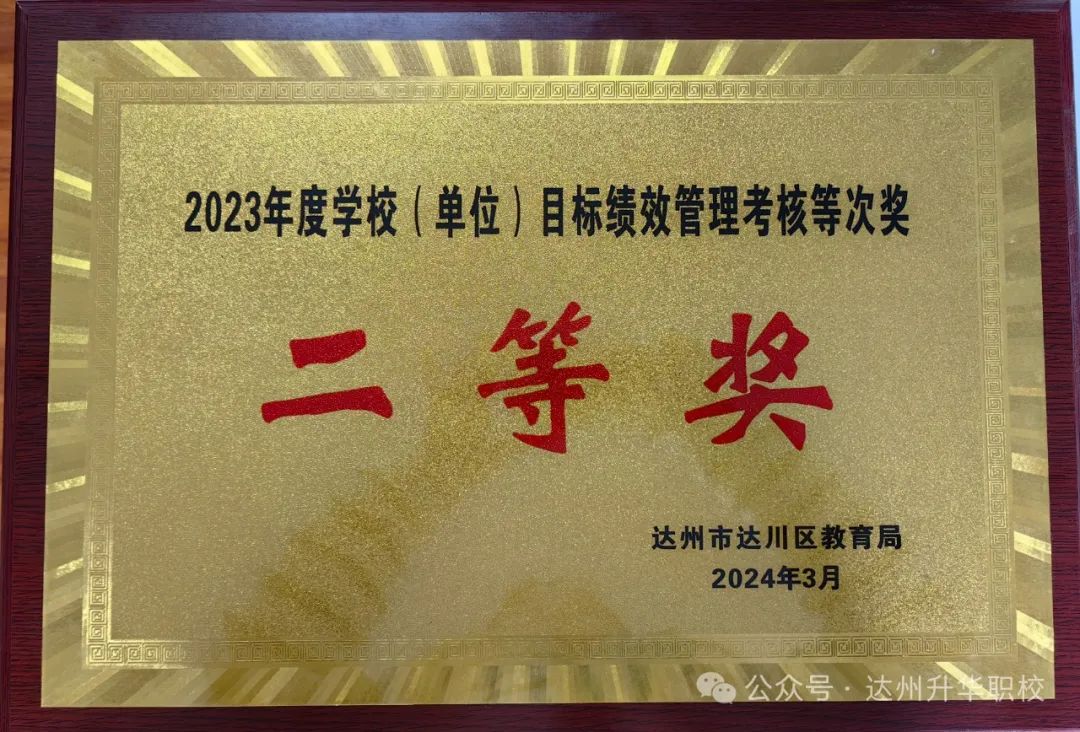 2023年度学校（单位）目标绩效管理考核等次奖
二等奖
达州市达川区教育局
2024年3月
公众号·达州升华职校